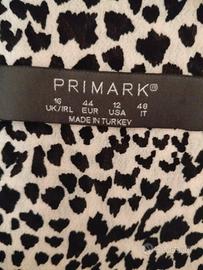 PRIMARK®
16 44 12 48
UK/IRL EUR USA IT
MADE IN TURKEY